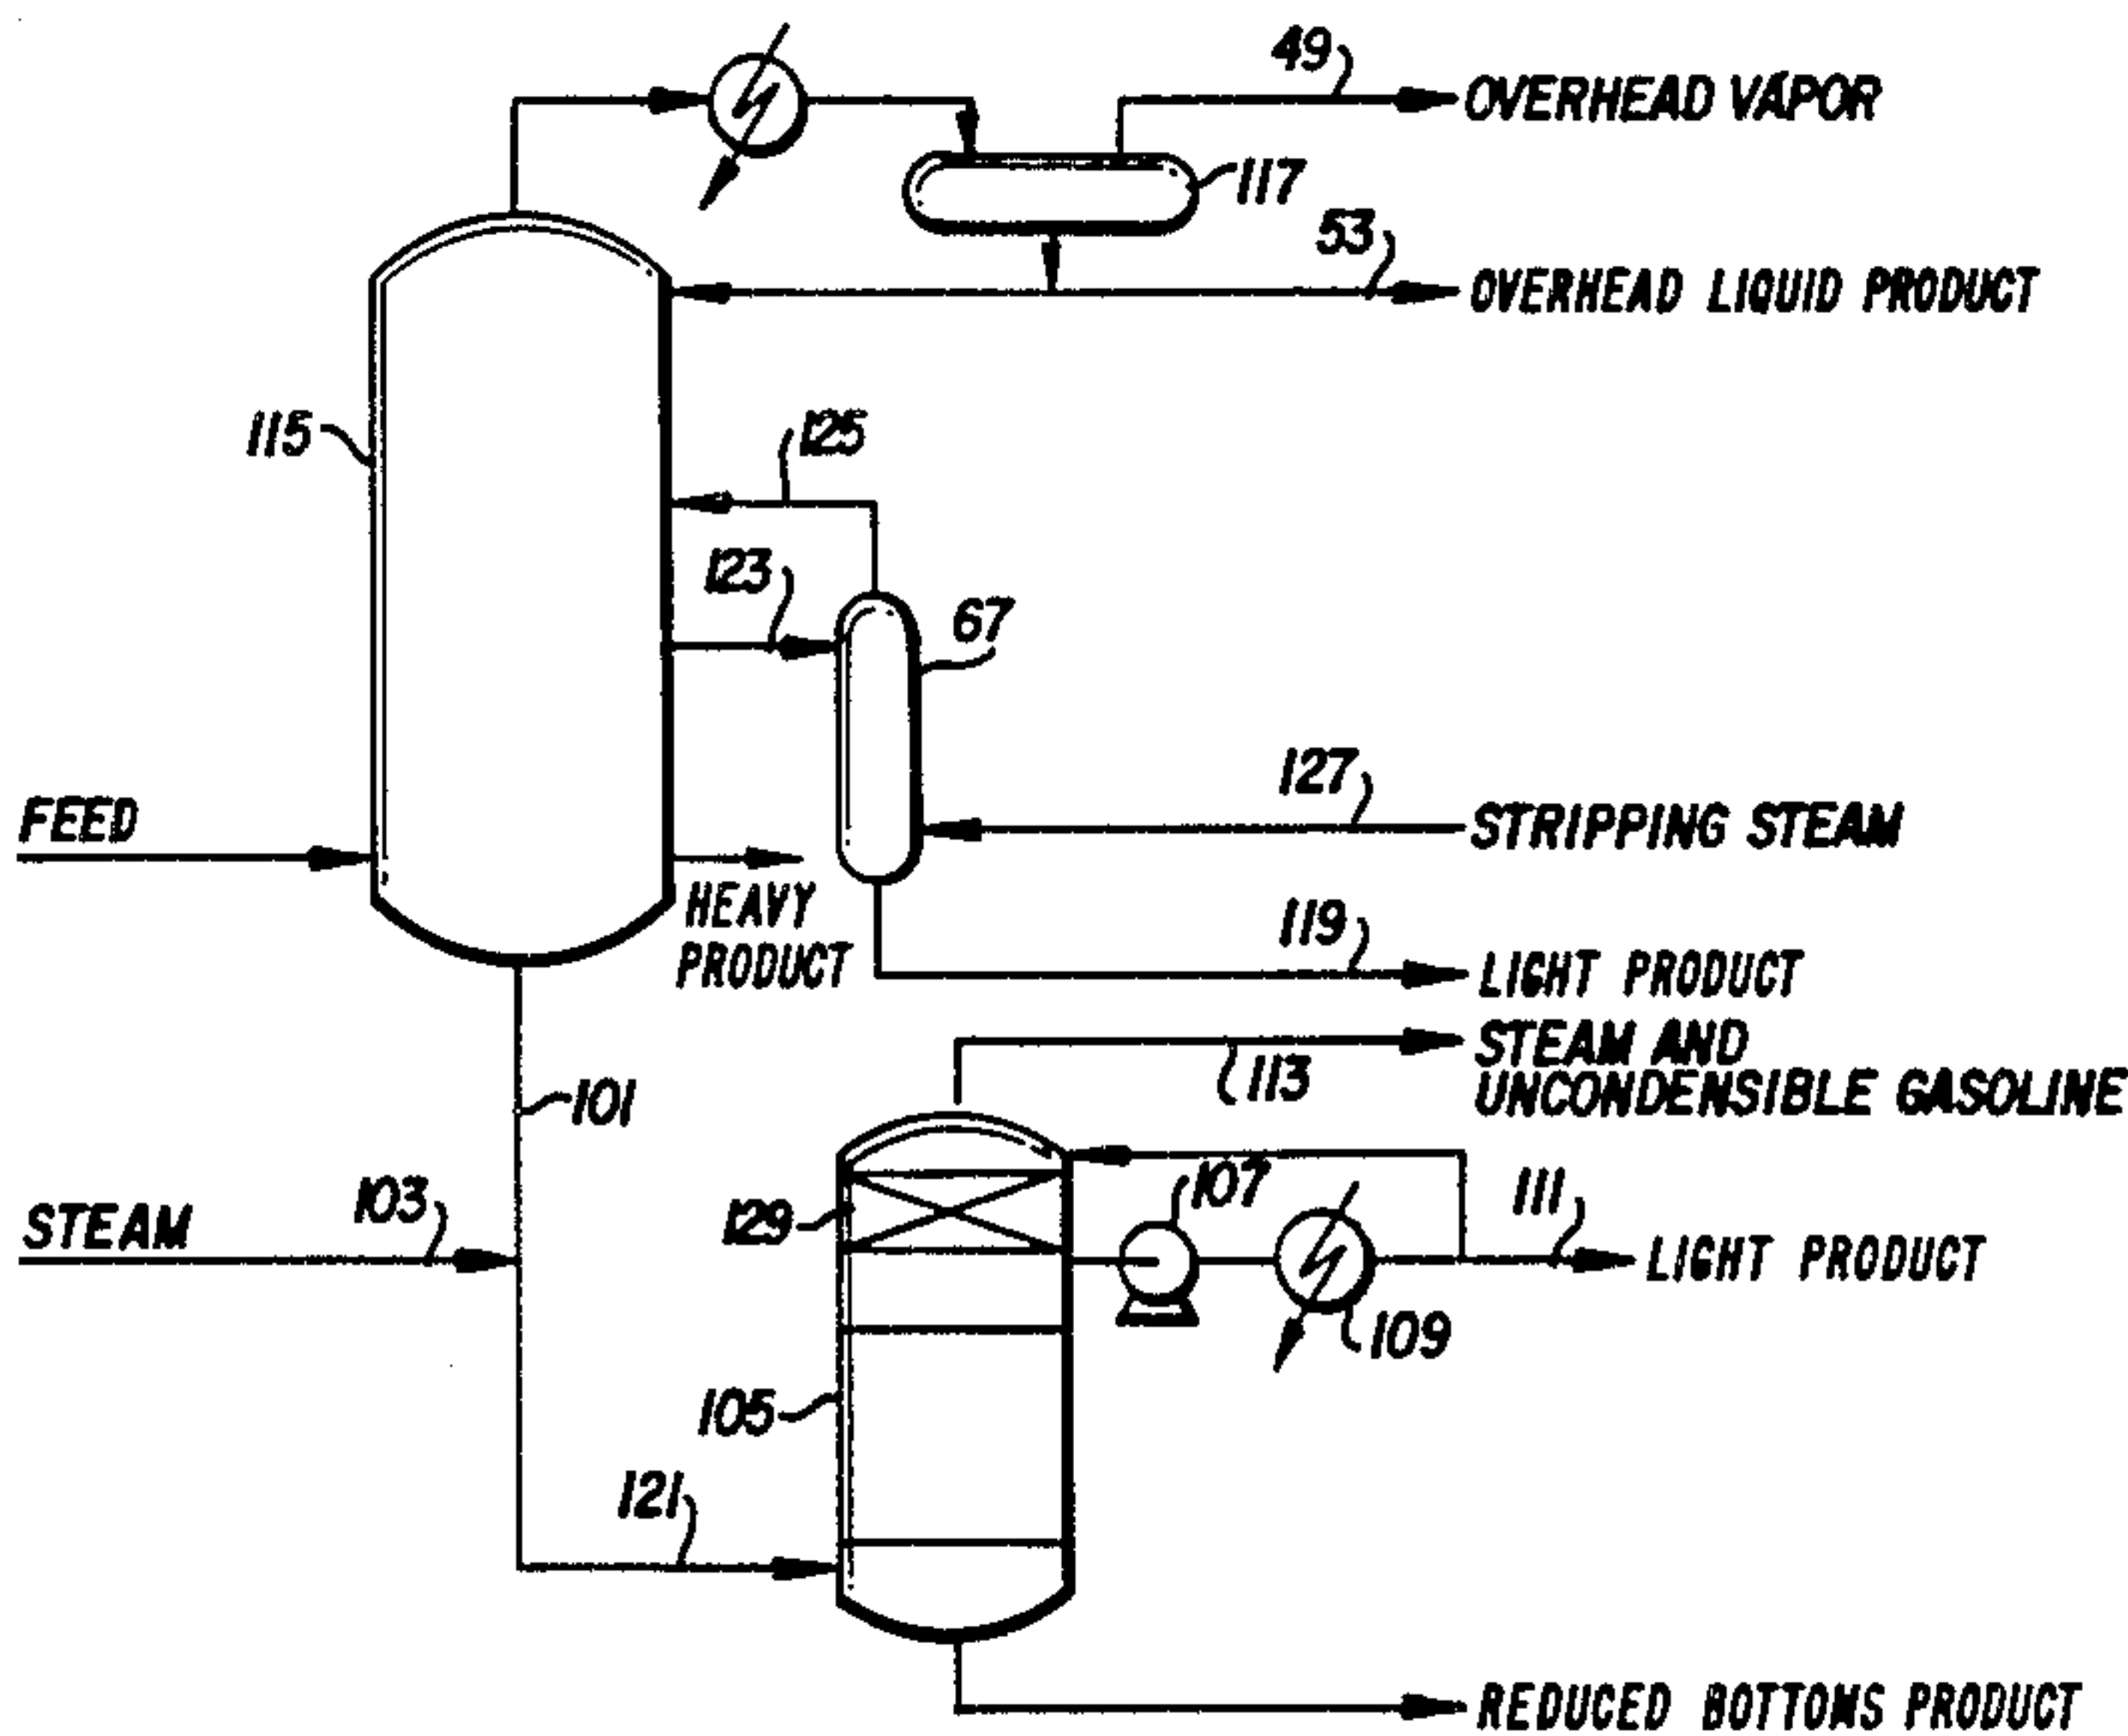 49
OVERHEAD VAPOR
117
53
OVERHEAD LIQUID PRODUCT
115
125
123
67
127
FEED
STRIPPING STEAM
HEAVY
PRODUCT
119
LIGHT PRODUCT
STEAM AND
UNCONDENSIBLE GASOLINE
113
101
107
111
103
129
STEAM
LIGHT PRODUCT
109
105
121
REDUCED BOTTOMS PRODUCT